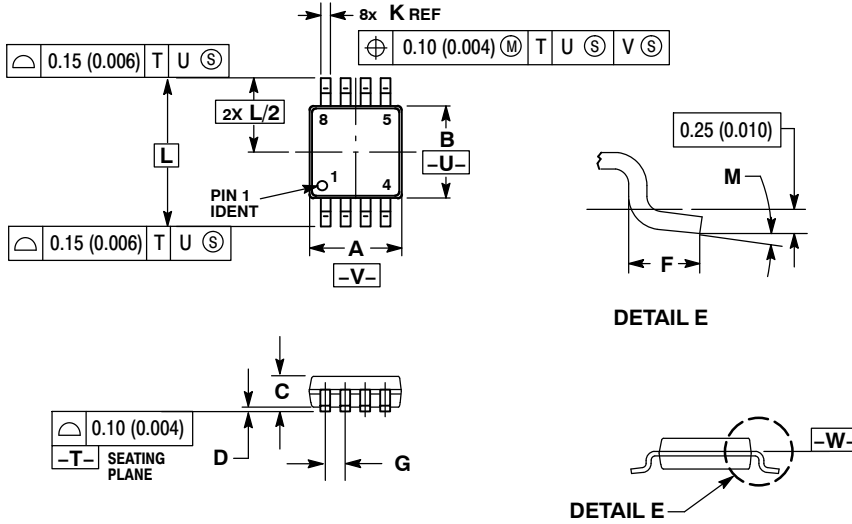 8x K REF
0.10 (0.004) Ⓜ T U Ⓢ V Ⓢ
0.15 (0.006) T U Ⓢ
2X L/2
8 5
B
–U–
L
1 4
PIN 1
IDENT
0.15 (0.006) T U Ⓢ
A
–V–
0.25 (0.010)
M
F
DETAIL E
C
0.10 (0.004)
–T– SEATING
PLANE
D
G
–W–
DETAIL E